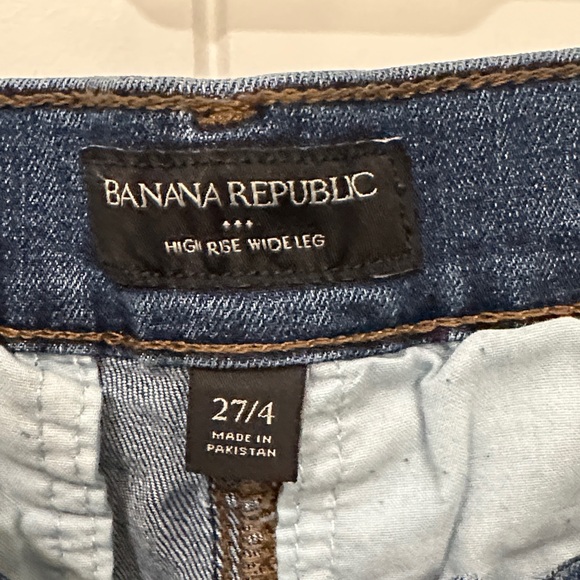 BANANA REPUBLIC
HIGH RISE WIDE LEG
27/4
MADE IN
PAKISTAN